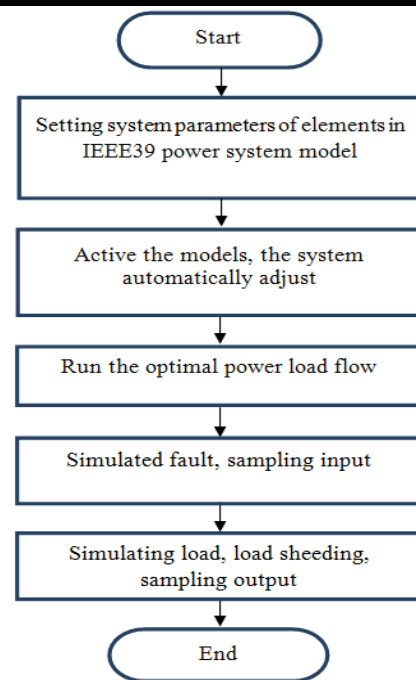 Start
Setting system parameters of elements in
IEEE39 power system model
Active the models, the system
automatically adjust
Run the optimal power load flow
Simulated fault, sampling input
Simulating load, load sheeding,
sampling output
End